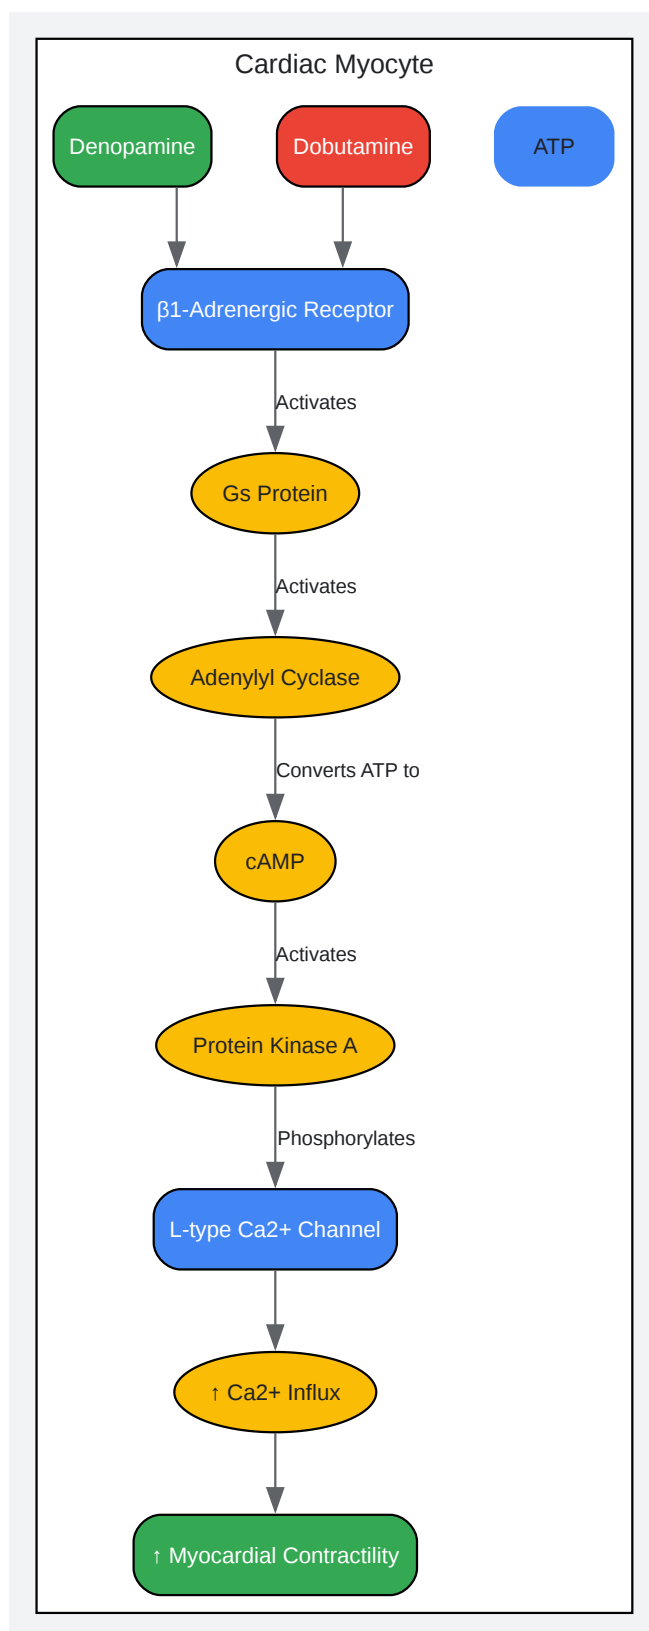 Cardiac Myocyte
Denopamine
Dobutamine
ATP
β1-Adrenergic Receptor
Activates
Gs Protein
Activates
Adenylyl Cyclase
Converts ATP to
cAMP
Activates
Protein Kinase A
Phosphorylates
L-type Ca2+ Channel
↑ Ca2+ Influx
↑ Myocardial Contractility